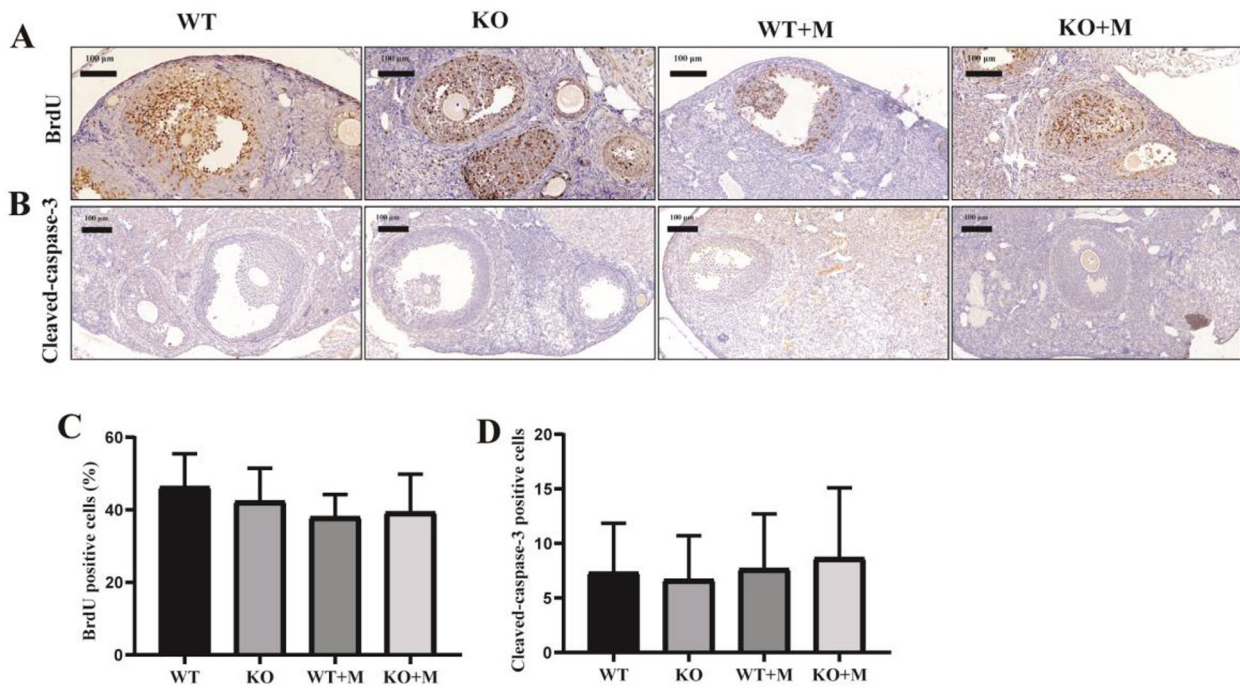 WT KO WT+M KO+M
A
BrdU
100 µm 100 µm 100 µm 100 µm
B
Cleaved-caspase-3
100 µm 100 µm 100 µm 100 µm
C
BrdU positive cells (%)
60
40
20
0
WT KO WT+M KO+M
D
Cleaved-caspase-3 positive cells
20
15
10
5
0
WT KO WT+M KO+M